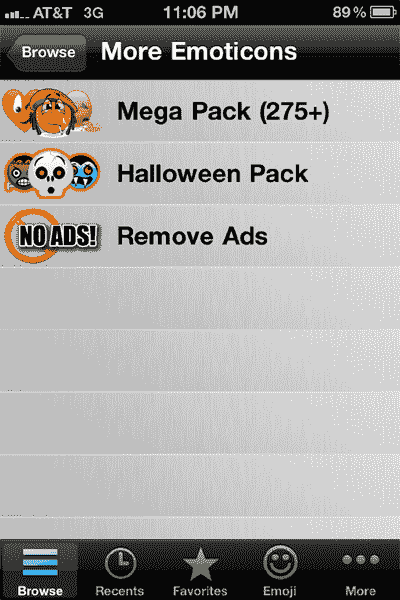 AT&T 3G 11:06 PM 89%
Browse More Emoticons
Mega Pack (275+)
Halloween Pack
NO ADS! Remove Ads
Browse Recents Favorites Emoji More